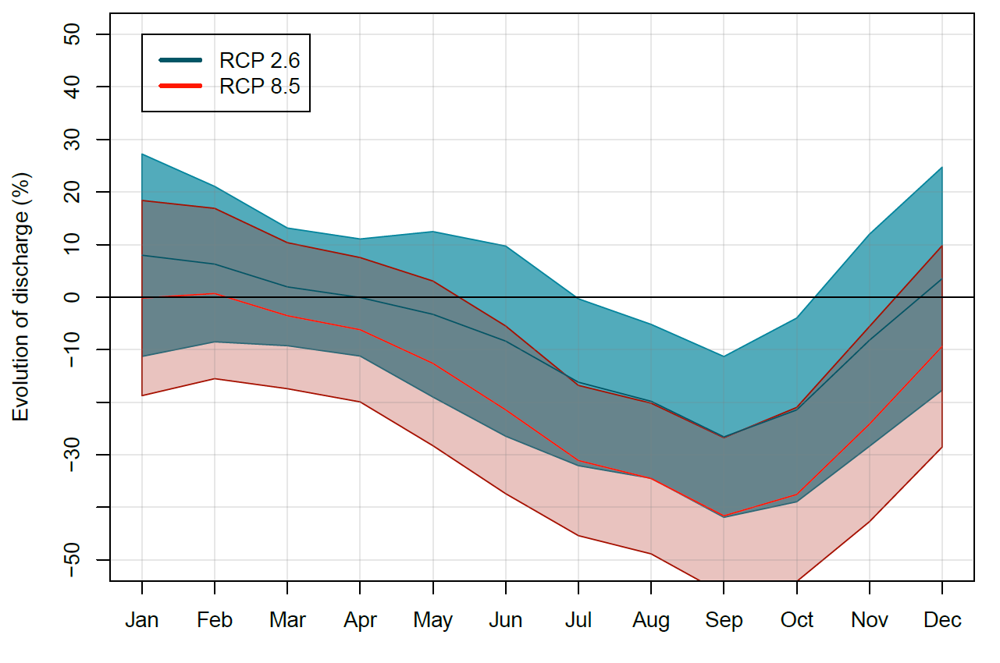 Evolution of discharge (%)
50
40
30
20
10
0
−10
−30
−50
RCP 2.6
RCP 8.5
Jan Feb Mar Apr May Jun Jul Aug Sep Oct Nov Dec